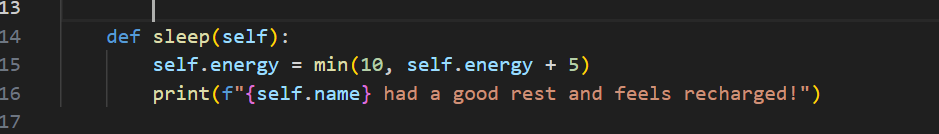 13
14 def sleep(self):
15 self.energy = min(10, self.energy + 5)
16 print(f"{self.name} had a good rest and feels recharged!")
17